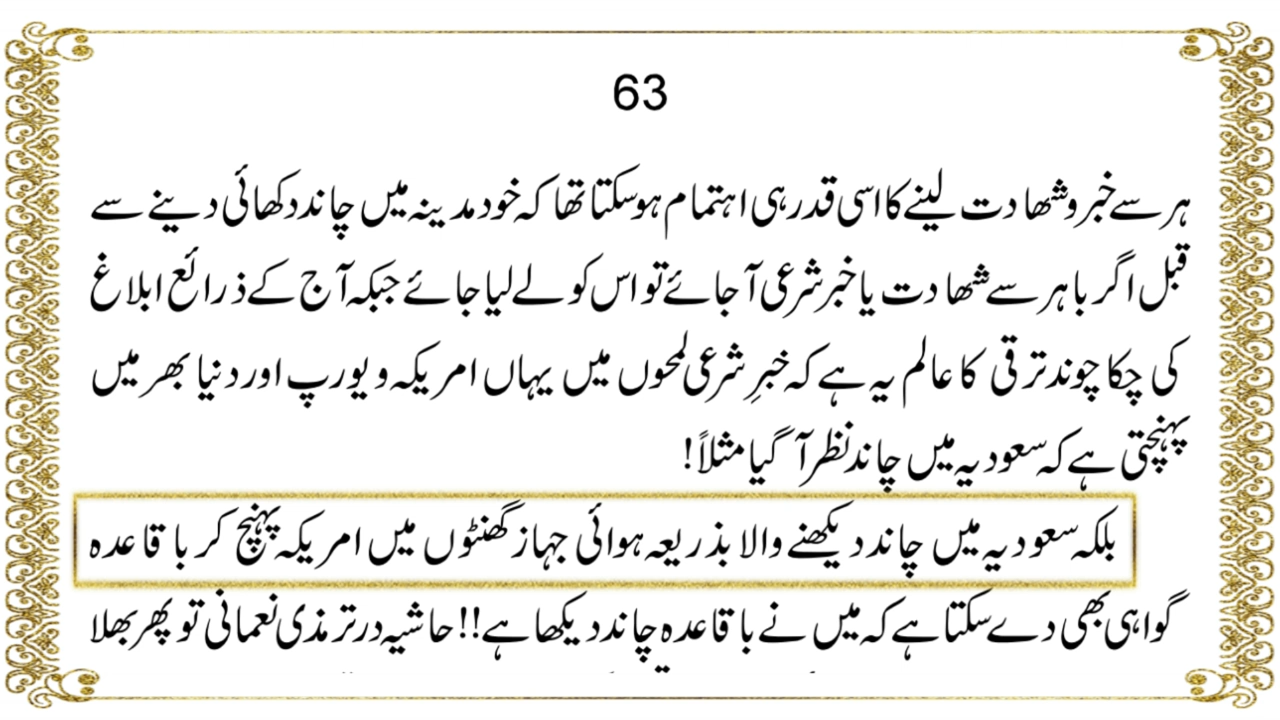 63
ہر سے خبر و شھادت لینے کا اسی قدر ہی اہتمام ہو سکتا تھا کہ خود مدینہ میں چاند دکھائی دینے سے
قبل اگر باہر سے شھادت یا خبر شرعی آجائے تو اس کو لے لیا جائے جبکہ آج کے ذرائع ابلاغ
کی چکا چوند ترقی کا عالم یہ ہے کہ خبرِ شرعی لمحوں میں یہاں امریکہ و یورپ اور دنیا بھر میں
پہنچتی ہے کہ سعودیہ میں چاند نظر آگیا مثلاً!
بلکہ سعودیہ میں چاند دیکھنے والا بذریعہ ہوائی جہاز گھنٹوں میں امریکہ پہنچ کر باقاعدہ
گواہی بھی دے سکتا ہے کہ میں نے باقاعدہ چاند دیکھا ہے!! حاشیہ در ترمذی نعمانی تو پھر بھلا